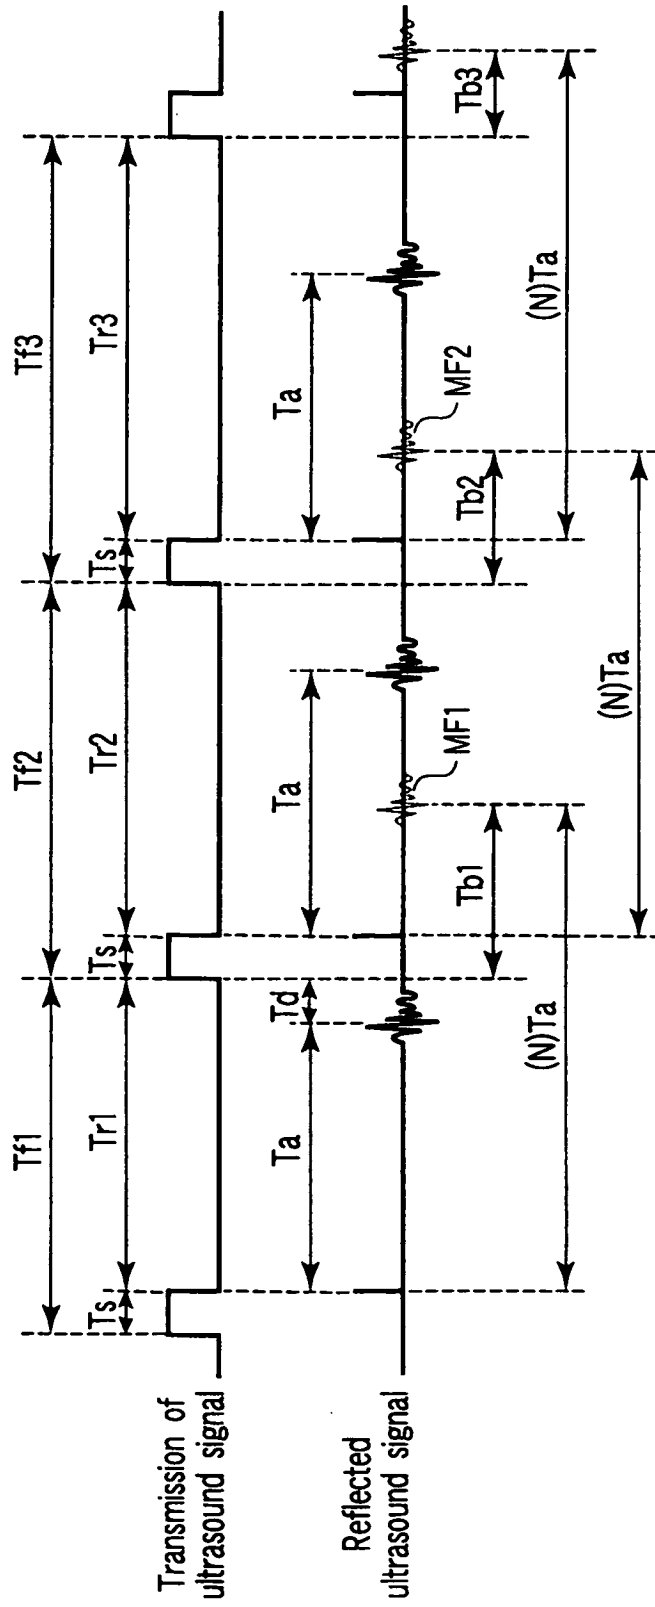 Tf1
Tf2
Tf3
Ts
Tr1
Ts
Tr2
Ts
Tr3
Transmission of
ultrasound signal
Ta
Td
Ta
Ta
Reflected
ultrasound signal
MF1
MF2
Tb1
Tb2
Tb3
(N)Ta
(N)Ta
(N)Ta